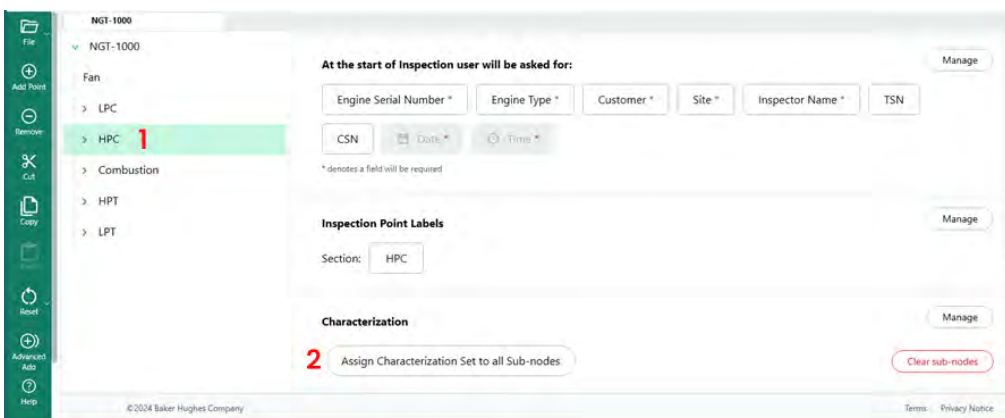 File
Add Point
Remove
Cut
Copy
Reset
Advanced
Add
Help
NGT-1000
NGT-1000
Fan
LPC
HPC 1
Combustion
HPT
LPT
At the start of Inspection user will be asked for:
Manage
Engine Serial Number * Engine Type * Customer * Site * Inspector Name * TSN
CSN Date * Time *
* denotes a field will be required
Inspection Point Labels
Manage
Section: HPC
Characterization
Manage
2 Assign Characterization Set to all Sub-nodes
Clear sub-nodes
©2024 Baker Hughes Company
Terms Privacy Notice